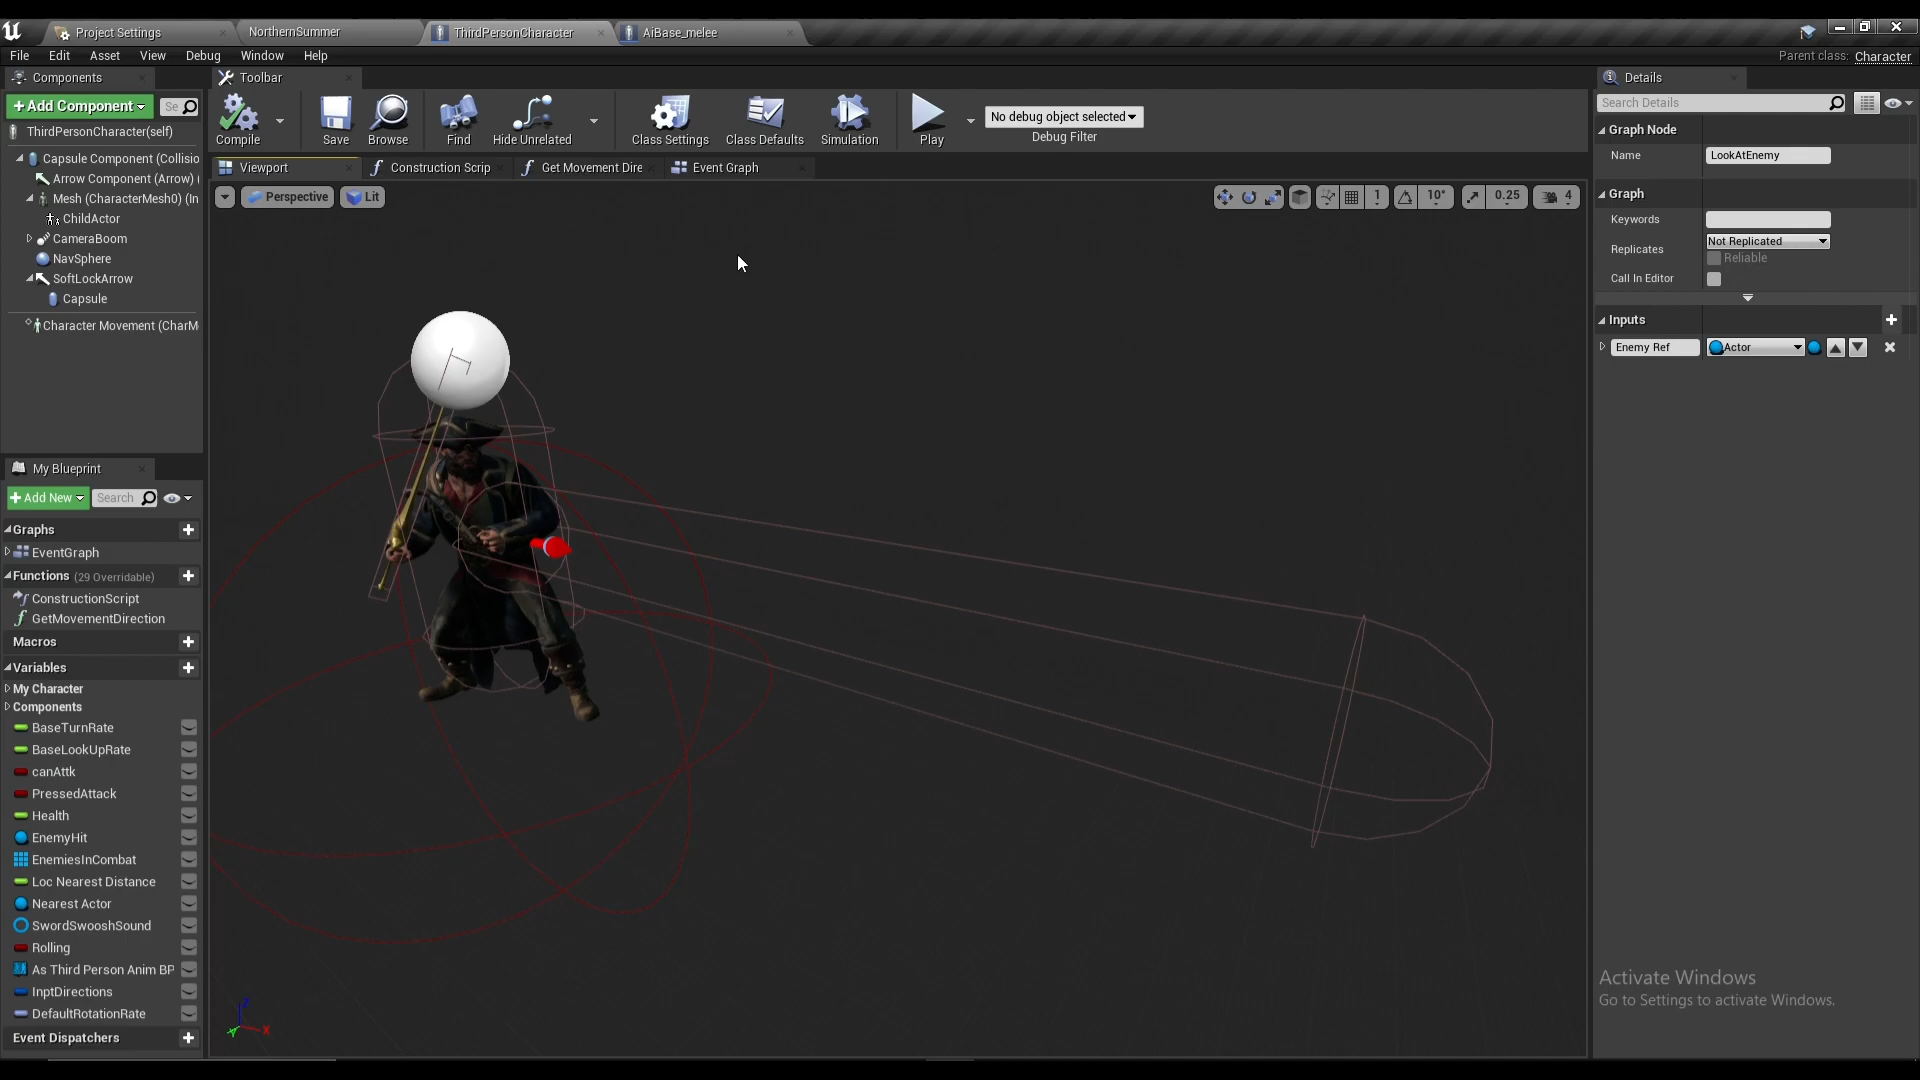 Project Settings
NorthernSummer
ThirdPersonCharacter
AiBase_melee
File Edit Asset View Debug Window Help
Parent class: Character
Components
Toolbar
Details
+Add Component
Se
ThirdPersonCharacter(self)
Capsule Component (Collisio
Arrow Component (Arrow) (
Mesh (CharacterMesh0) (In
ChildActor
CameraBoom
NavSphere
SoftLockArrow
Capsule
Character Movement (CharM
Compile
Save
Browse
Find
Hide Unrelated
Class Settings
Class Defaults
Simulation
Play
No debug object selected
Debug Filter
Viewport
Construction Scrip
Get Movement Dire
Event Graph
Perspective
Lit
1
10°
0.25
4
X
Z
Y
My Blueprint
+Add New
Search
Graphs
EventGraph
Functions (29 Overridable)
ConstructionScript
GetMovementDirection
Macros
Variables
My Character
Components
BaseTurnRate
BaseLookUpRate
canAttk
PressedAttack
Health
EnemyHit
EnemiesInCombat
Loc Nearest Distance
Nearest Actor
SwordSwooshSound
Rolling
As Third Person Anim BP
InptDirections
DefaultRotationRate
Event Dispatchers
Search Details
Graph Node
Name
LookAtEnemy
Graph
Keywords
Replicates
Not Replicated
Reliable
Call In Editor
Inputs
Enemy Ref
Actor
Activate Windows
Go to Settings to activate Windows.